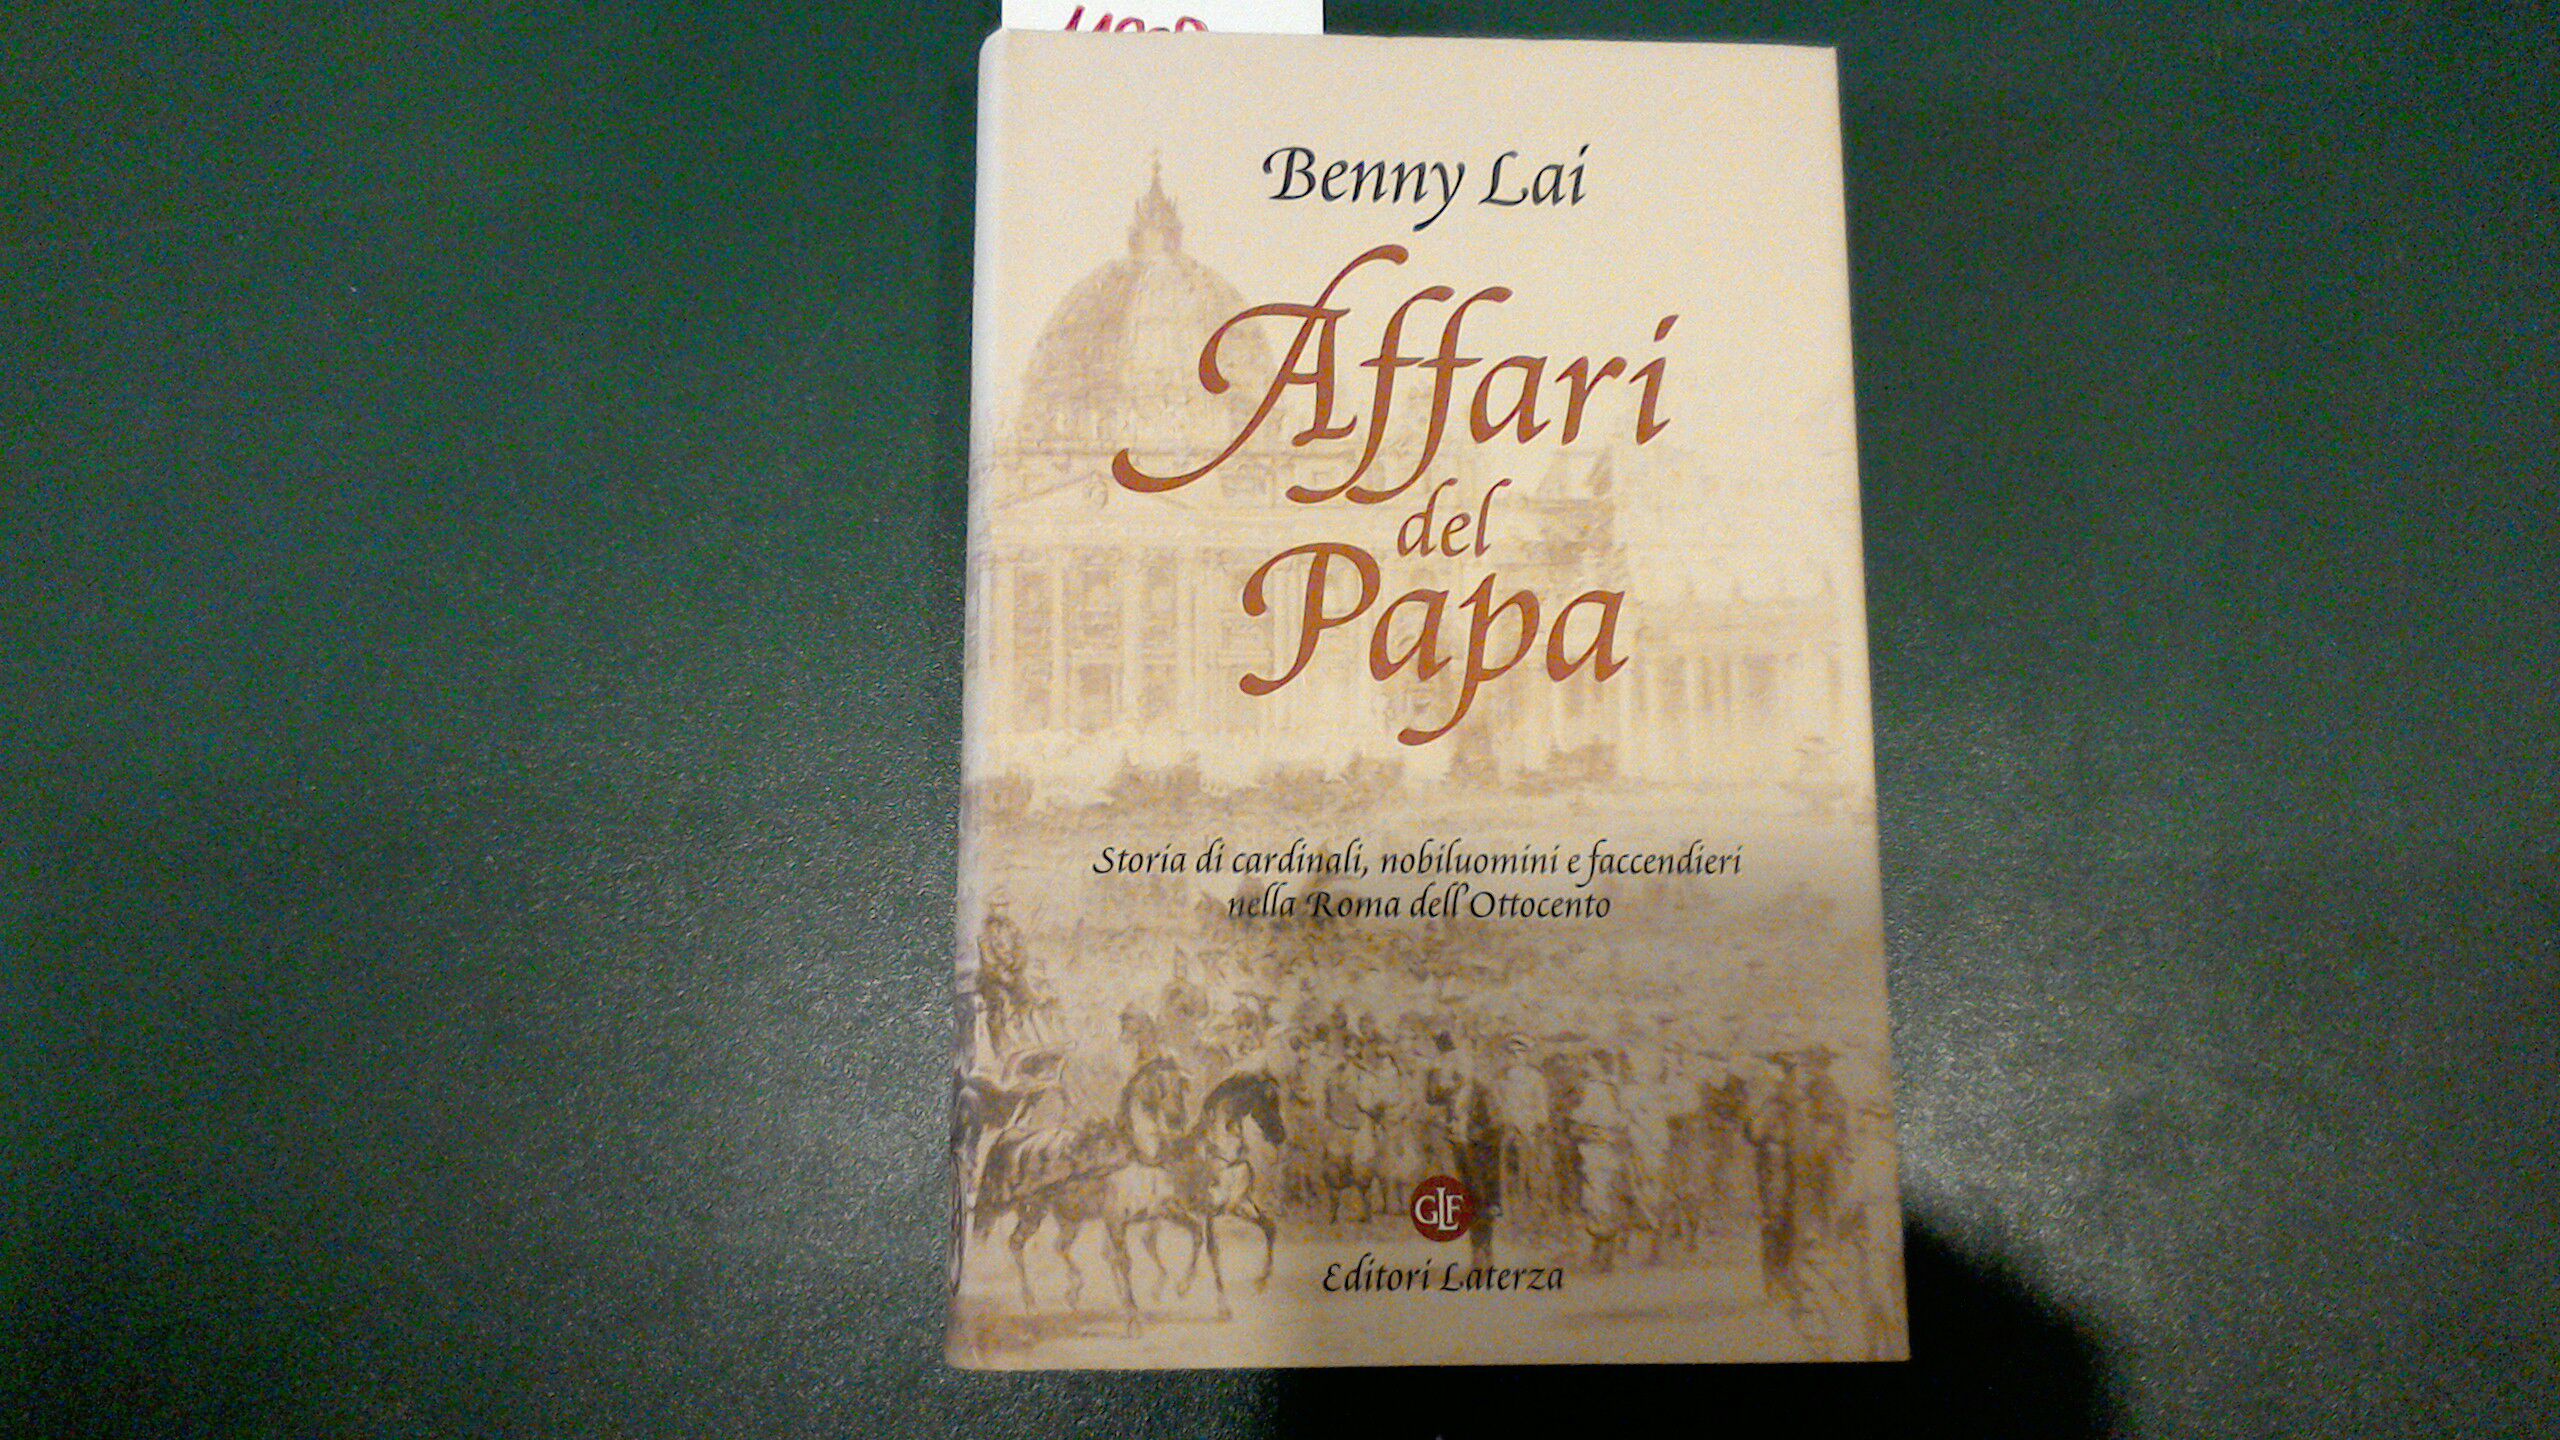 Benny Lai
Affari
del
Papa
Storia di cardinali, nobiluomini e faccendieri
nella Roma dell'Ottocento
GLF
Editori Laterza